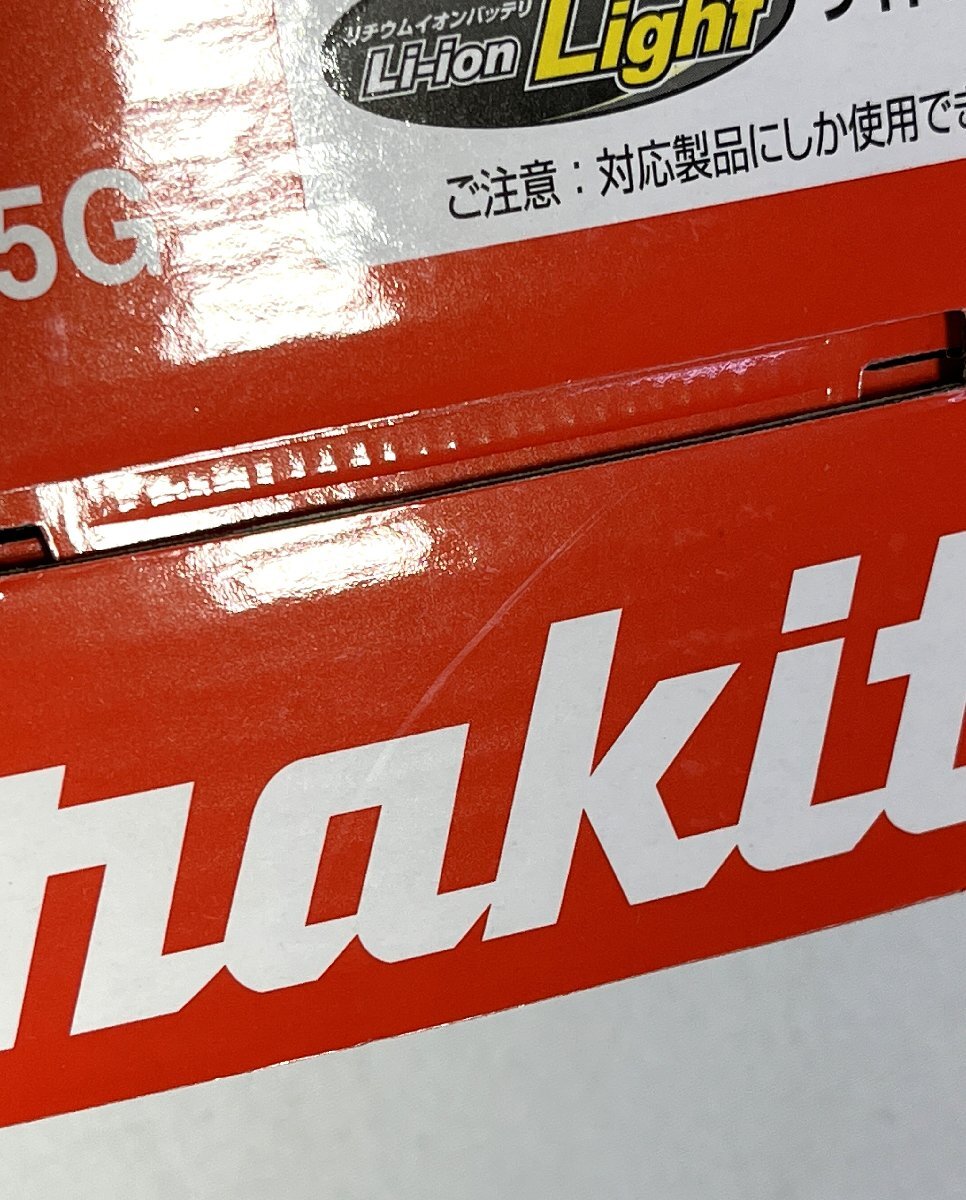 リチウムイオンバッテリ
Li-ion Light
ご注意：対応製品にしか使用でき
5G
makit